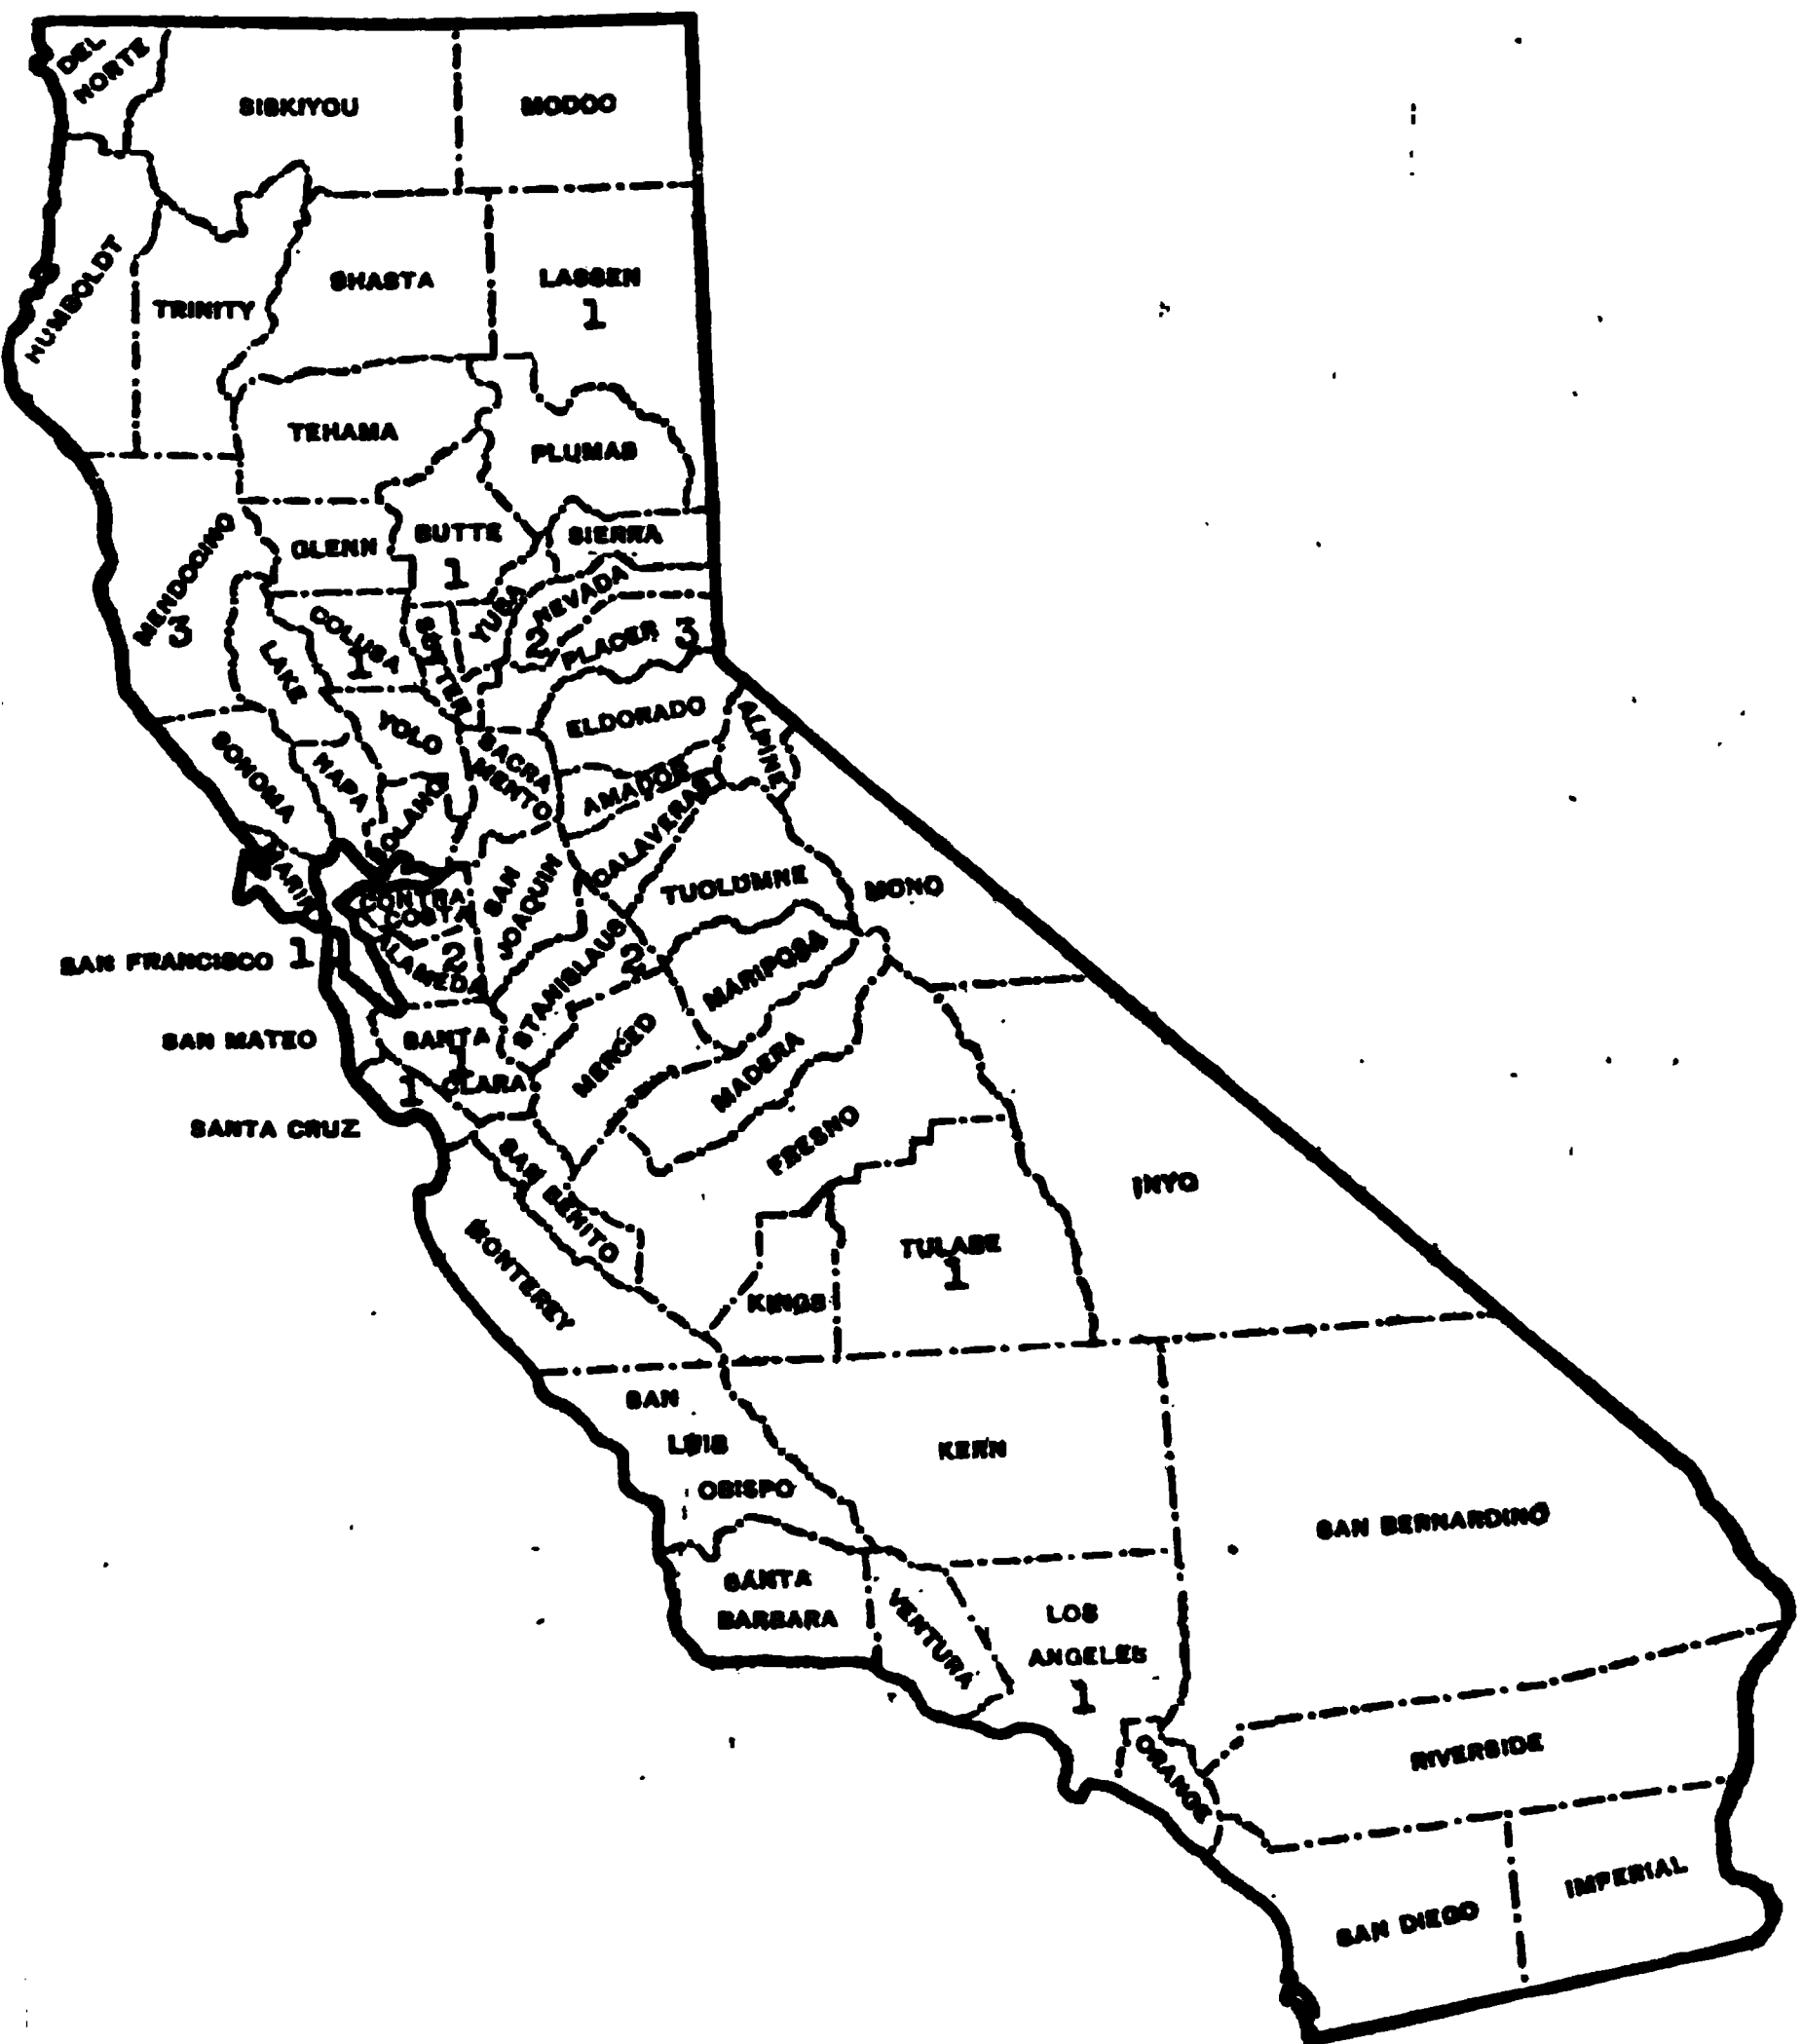 DEL
NORTE
SISKIYOU
MODOC
HUMBOLDT
TRINITY
SHASTA
LASSEN
1
TEHAMA
PLUMAS
MENDOCINO
3
GLENN
BUTTE
1
SIERRA
COLUSA
1
SUTTER
1
YUBA
NEVADA
2
PLACER 3
LAKE
YOLO
ELDORADO
ALPINE
SONOMA
NAPA
SACRA
MENTO
AMADOR
SOLANO
CALAVERAS
MARIN
CONTRA
COSTA
SAN
JOAQUIN
TUOLUMNE
MONO
SAN FRANCISCO 1
ALAMEDA
2
STANISLAUS
2
MARIPOSA
SAN MATEO
SANTA
CLARA
1
1
MERCED
MADERA
SANTA CRUZ
FRESNO
SAN BENITO
INYO
MONTEREY
TULARE
1
KINGS
SAN
LUIS
OBISPO
KERN
SAN BERNARDINO
SANTA
BARBARA
VENTURA
LOS
ANGELES
1
ORANGE
RIVERSIDE
SAN DIEGO
IMPERIAL